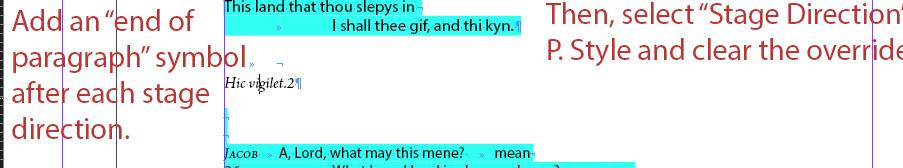 Add an “end of
paragraph” symbol
after each stage
direction.
This land that thou slepys in¬
» I shall thee gif, and thi kyn.¶
» ¬
Hic vigilet.2¶
¬
¬
Jacob » A, Lord, what may this mene? » mean¬
Then, select “Stage Direction”
P. Style and clear the override